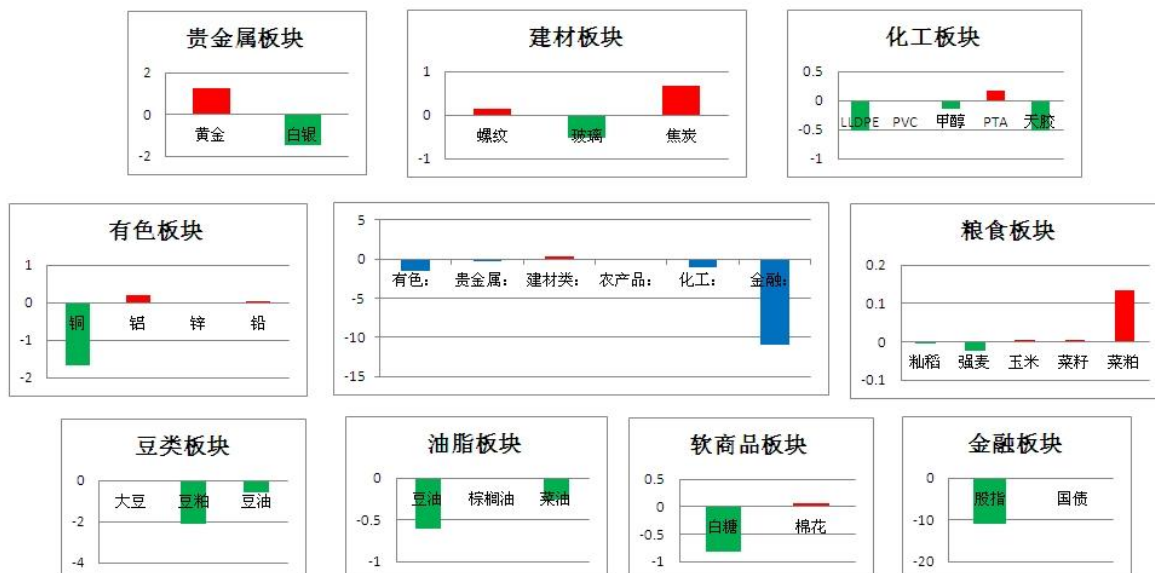 贵金属板块
2
0
-2
黄金
白银
建材板块
1
0
-1
螺纹
玻璃
焦炭
化工板块
0.5
0
-0.5
-1
LLDPE
PVC
甲醇
PTA
天胶
有色板块
1
0
-1
-2
铜
铝
锌
铅
5
0
-5
-10
-15
有色：
贵金属：
建材类：
农产品：
化工：
金融：
粮食板块
0.2
0.1
0
-0.1
籼稻
强麦
玉米
菜籽
菜粕
豆类板块
0
-2
-4
大豆
豆粕
豆油
油脂板块
0
-0.5
-1
豆油
棕榈油
菜油
软商品板块
0.5
0
-0.5
-1
白糖
棉花
金融板块
0
-10
-20
股指
国债